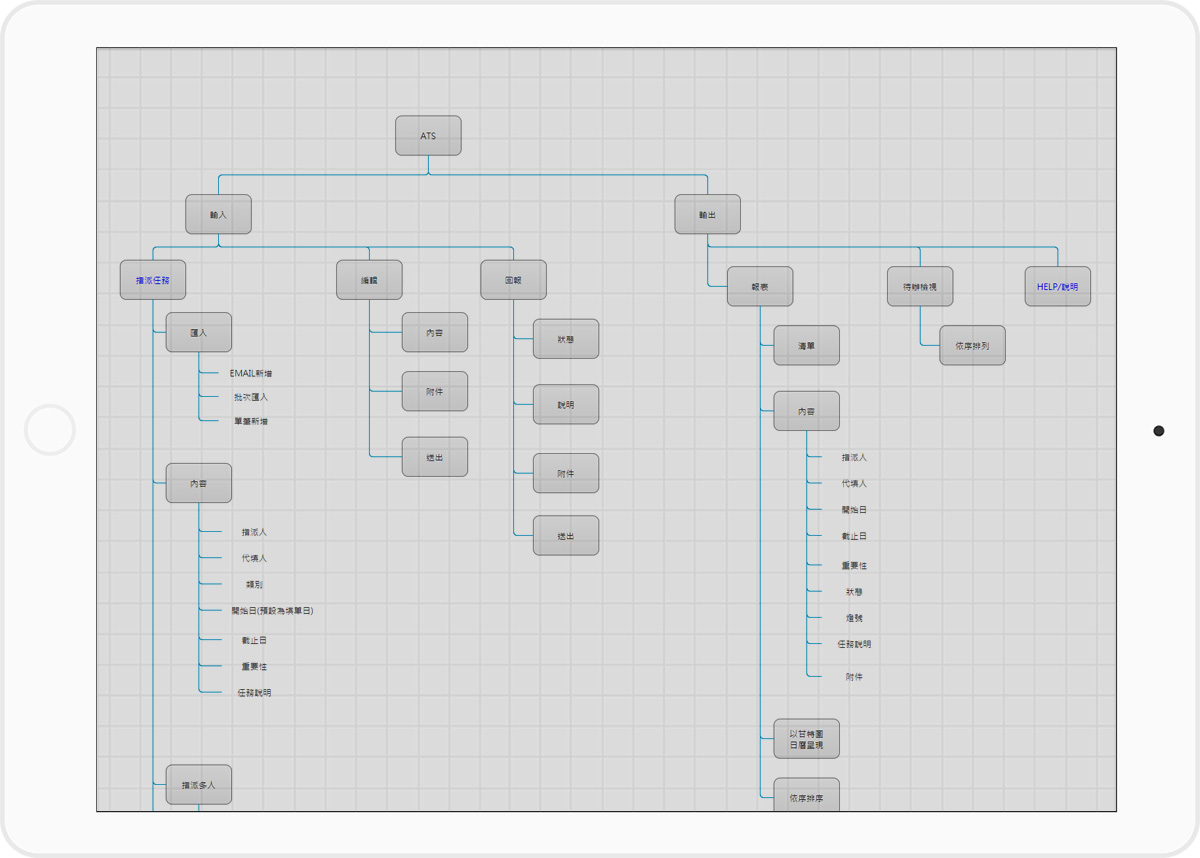 ATS
輸入
輸出
指派任務
編輯
回報
報表
待辦檢視
HELP/說明
匯入
內容
狀態
清單
依序排列
EMAIL新增
批次匯入
單筆新增
附件
說明
內容
送出
附件
指派人
代填人
開始日
截止日
重要性
狀態
燈號
任務說明
附件
內容
送出
指派人
代填人
類別
開始日(預設為填單日)
截止日
重要性
任務說明
以甘特圖
日曆呈現
指派多人
依序排序